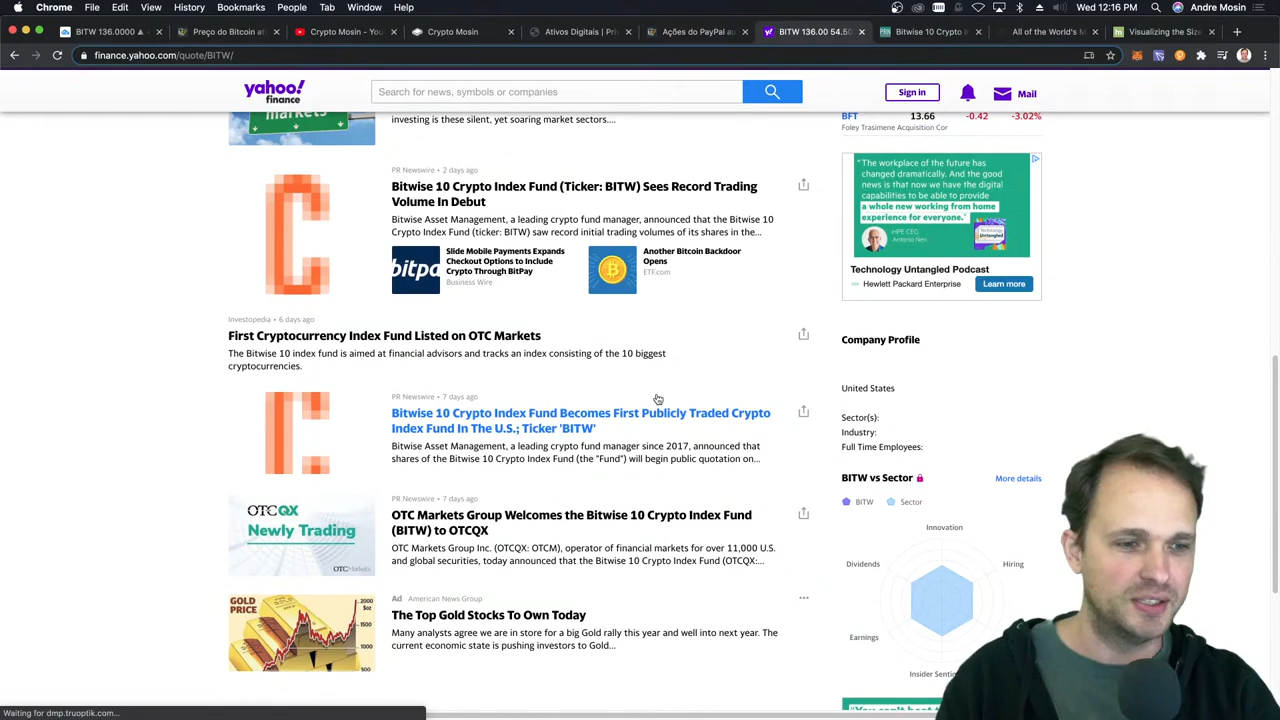 Chrome File Edit View History Bookmarks People Tab Window Help
Wed 12:16 PM Andre Mosin
BITW 136.0000
Preço do Bitcoin at
Crypto Mosin - You
Crypto Mosin
Ativos Digitais | Pri
Ações do PayPal au
BITW 136.00 54.50
Bitwise 10 Crypto In
All of the World's M
Visualizing the Size
finance.yahoo.com/quote/BITW/
yahoo!
finance
Search for news, symbols or companies
Sign in
Mail
markets
investing is these silent, yet soaring market sectors....
PR Newswire • 2 days ago
Bitwise 10 Crypto Index Fund (Ticker: BITW) Sees Record Trading
Volume In Debut
Bitwise Asset Management, a leading crypto fund manager, announced that the Bitwise 10
Crypto Index Fund (ticker: BITW) saw record initial trading volumes of its shares in the...
bitpa
Slide Mobile Payments Expands
Checkout Options to Include
Crypto Through BitPay
Business Wire
Another Bitcoin Backdoor
Opens
ETF.com
Investopedia • 6 days ago
First Cryptocurrency Index Fund Listed on OTC Markets
The Bitwise 10 index fund is aimed at financial advisors and tracks an index consisting of the 10 biggest
cryptocurrencies.
PR Newswire • 7 days ago
Bitwise 10 Crypto Index Fund Becomes First Publicly Traded Crypto
Index Fund In The U.S.; Ticker 'BITW'
Bitwise Asset Management, a leading crypto fund manager since 2017, announced that
shares of the Bitwise 10 Crypto Index Fund (the "Fund") will begin public quotation on...
OTCQX
Newly Trading
OTCMarkets
PR Newswire • 7 days ago
OTC Markets Group Welcomes the Bitwise 10 Crypto Index Fund
(BITW) to OTCQX
OTC Markets Group Inc. (OTCQX: OTCM), operator of financial markets for over 11,000 U.S.
and global securities, today announced that the Bitwise 10 Crypto Index Fund (OTCQX:...
GOLD
PRICE
2000
$oz
1500
1000
500
Ad American News Group
The Top Gold Stocks To Own Today
Many analysts agree we are in store for a big Gold rally this year and well into next year. The
current economic state is pushing investors to Gold...
BFT 13.66 -0.42 -3.02%
Foley Trasimene Acquisition Cor
"The workplace of the future has
changed dramatically. And the good
news is that now we have the digital
capabilities to be able to provide
a whole new working from home
experience for everyone."
-HPE CEO,
Antonio Neri
Technology
Untangled
Technology Untangled Podcast
Hewlett Packard Enterprise
Learn more
Company Profile
United States
Sector(s):
Industry:
Full Time Employees:
BITW vs Sector
More details
BITW
Sector
Innovation
Dividends
Hiring
Earnings
Insider Senti
Waiting for dmp.truoptik.com...